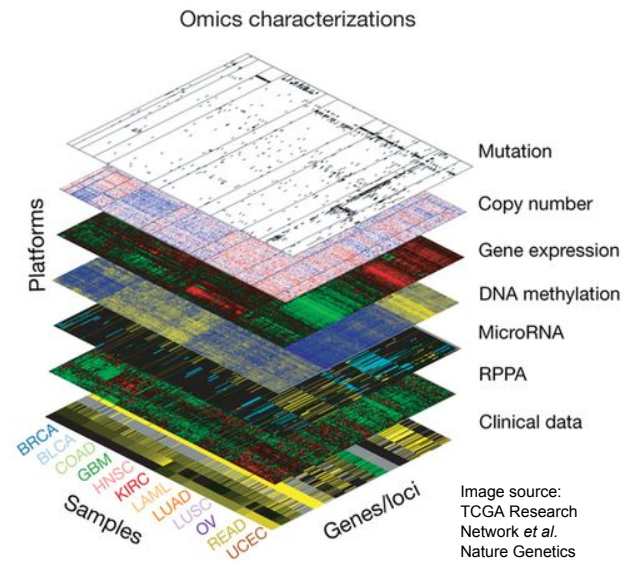 Omics characterizations
Mutation
Copy number
Gene expression
DNA methylation
MicroRNA
RPPA
Clinical data
Platforms
BRCA
BLCA
COAD
GBM
HNSC
KIRC
LAML
LUAD
LUSC
OV
READ
UCEC
Samples
Genes/loci
Image source:
TCGA Research
Network et al.
Nature Genetics